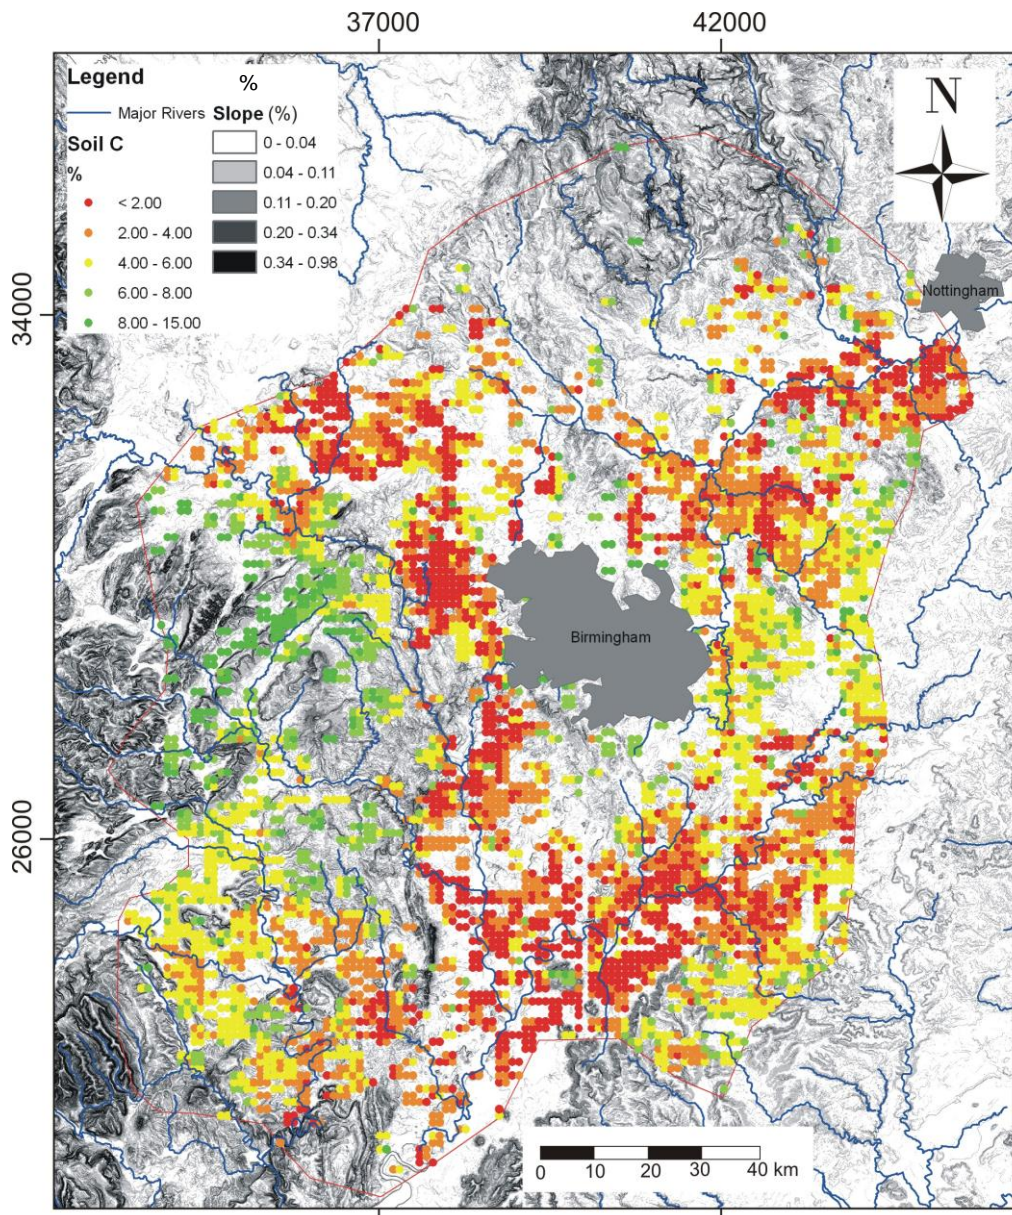 37000 42000
Legend
%
Major Rivers
Slope (%)
Soil C
%
0 - 0.04
0.04 - 0.11
0.11 - 0.20
0.20 - 0.34
0.34 - 0.98
< 2.00
2.00 - 4.00
4.00 - 6.00
6.00 - 8.00
8.00 - 15.00
N
Nottingham
34000
Birmingham
26000
0 10 20 30 40 km